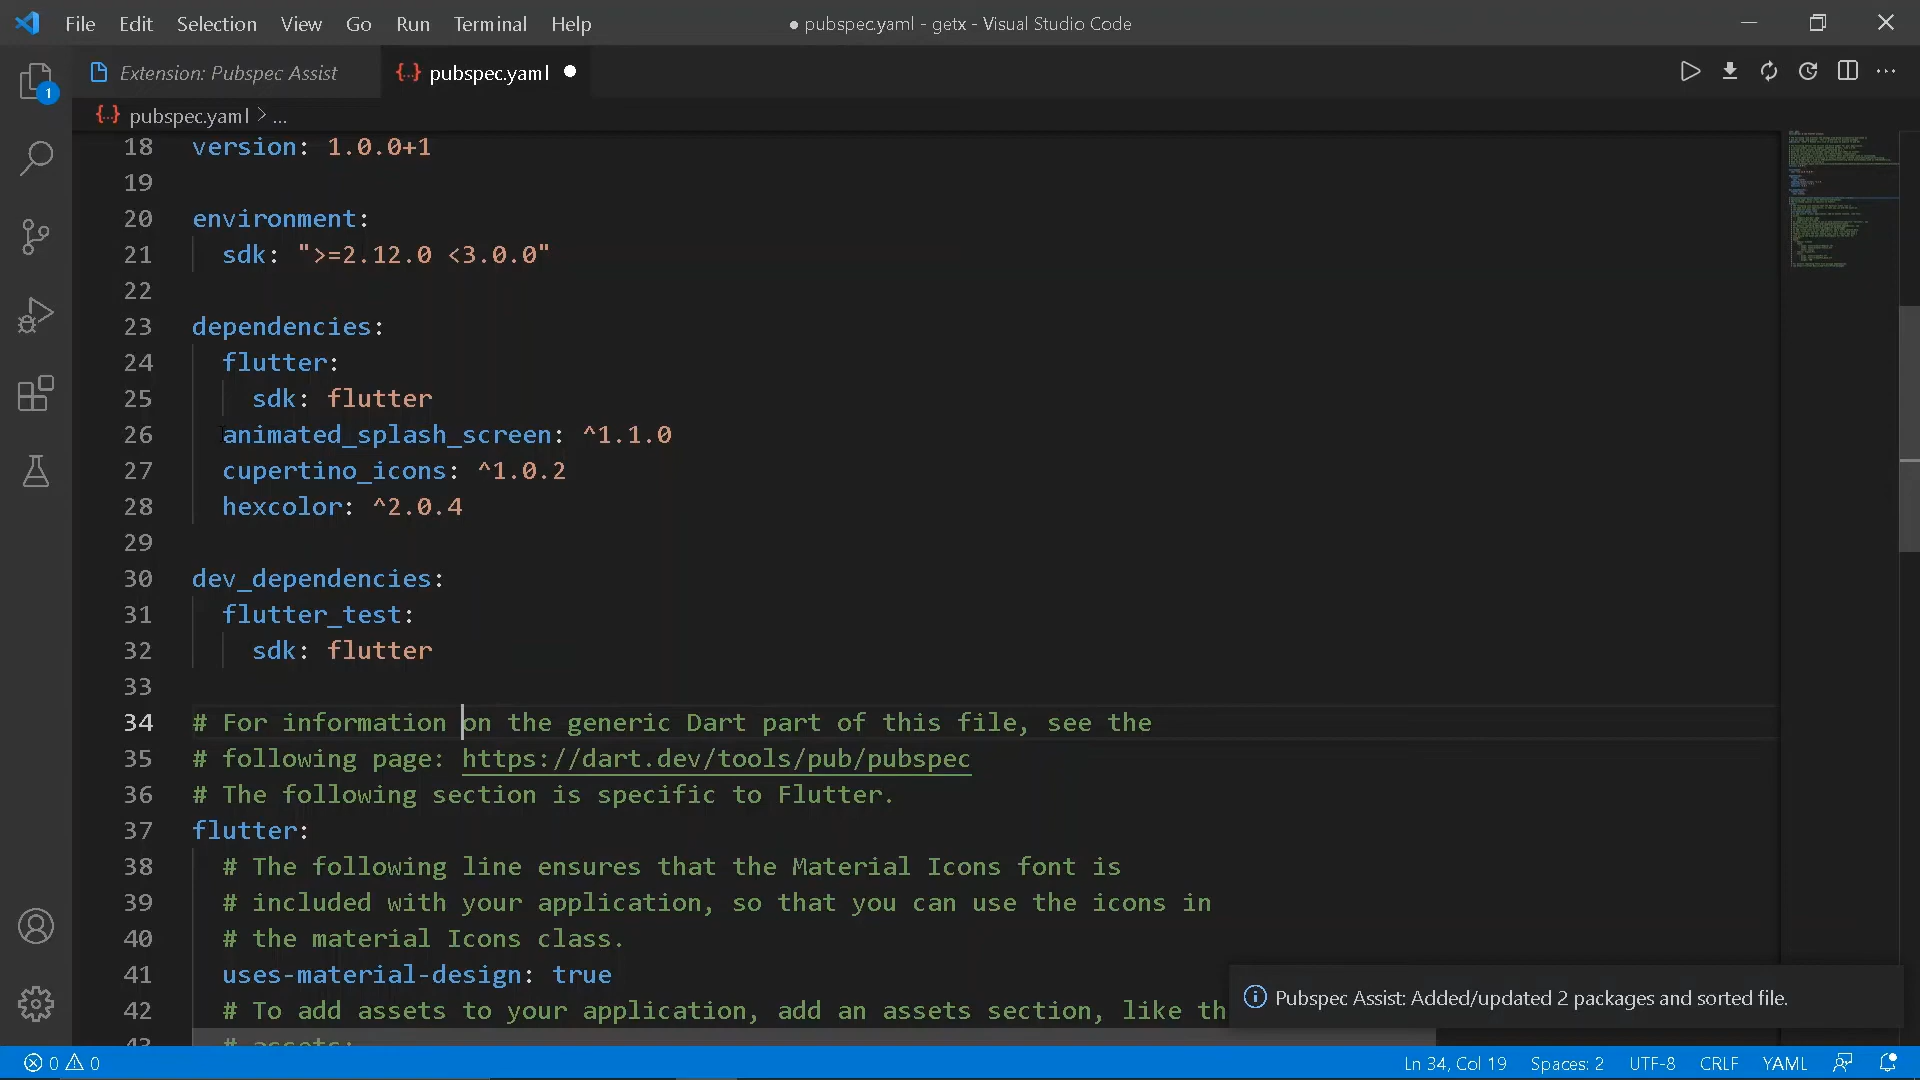 File Edit Selection View Go Run Terminal Help
● pubspec.yaml - getx - Visual Studio Code
1
Extension: Pubspec Assist
{..} pubspec.yaml ●
{..} pubspec.yaml > ...
18 version: 1.0.0+1
19
20 environment:
21 sdk: ">=2.12.0 <3.0.0"
22
23 dependencies:
24 flutter:
25 sdk: flutter
26 animated_splash_screen: ^1.1.0
27 cupertino_icons: ^1.0.2
28 hexcolor: ^2.0.4
29
30 dev_dependencies:
31 flutter_test:
32 sdk: flutter
33
34 # For information on the generic Dart part of this file, see the
35 # following page: https://dart.dev/tools/pub/pubspec
36 # The following section is specific to Flutter.
37 flutter:
38 # The following line ensures that the Material Icons font is
39 # included with your application, so that you can use the icons in
40 # the material Icons class.
41 uses-material-design: true
42 # To add assets to your application, add an assets section, like th
43 # assets:
Pubspec Assist: Added/updated 2 packages and sorted file.
0 0
Ln 34, Col 19 Spaces: 2 UTF-8 CRLF YAML